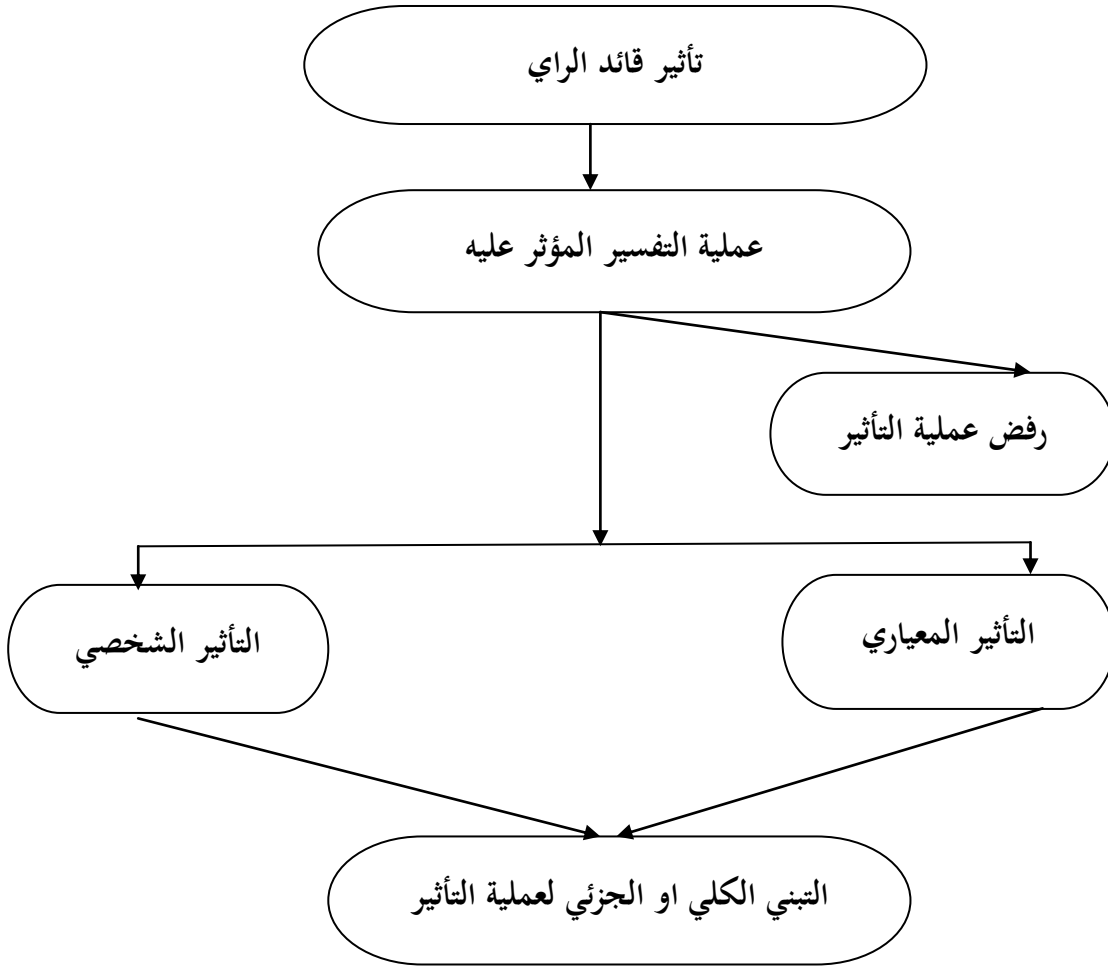 تأثير قائد الراي
عملية التفسير المؤثر عليه
رفض عملية التأثير
التأثير المعياري
التأثير الشخصي
التبني الكلي او الجزئي لعملية التأثير